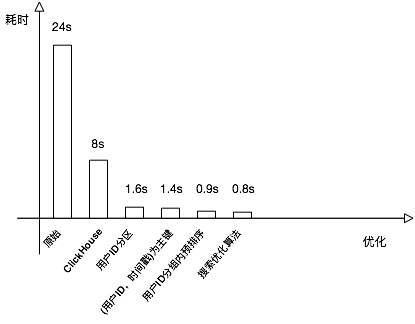 耗时
24s
8s
1.6s
1.4s
0.9s
0.8s
原始
ClickHouse
用户ID分区
(用户ID，时间戳)为主键
用户ID分组内预排序
搜索优化算法
优化